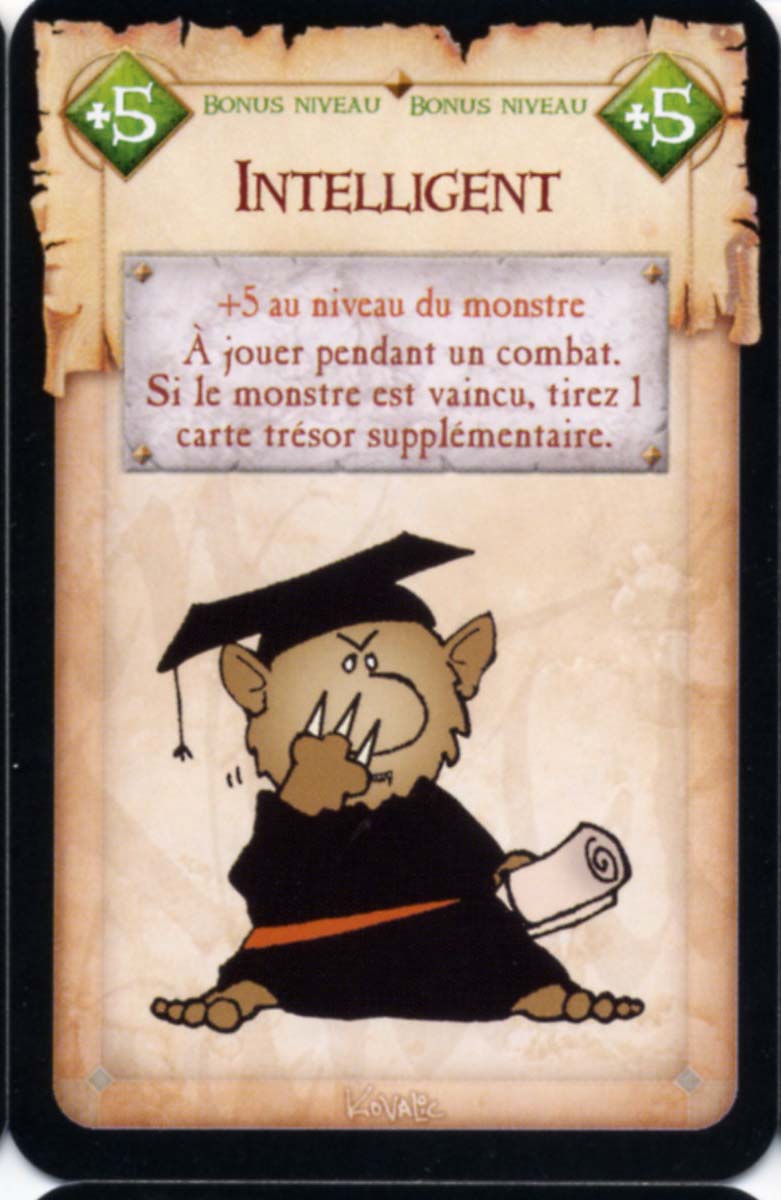 +5 BONUS NIVEAU BONUS NIVEAU +5
INTELLIGENT
+5 au niveau du monstre
À jouer pendant un combat.
Si le monstre est vaincu, tirez 1
carte trésor supplémentaire.
KOVALIC